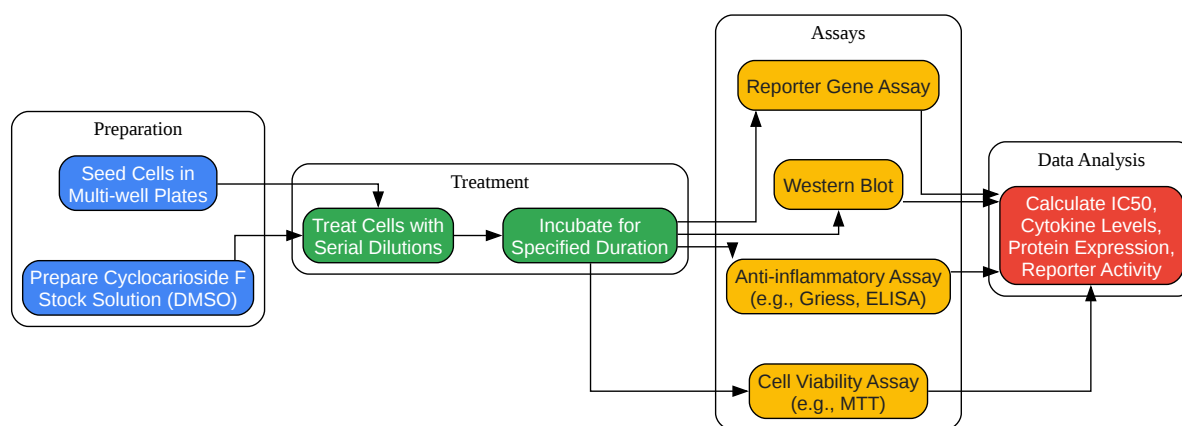 Preparation
Seed Cells in
Multi-well Plates
Prepare Cyclocarioside F
Stock Solution (DMSO)
Treatment
Treat Cells with
Serial Dilutions
Incubate for
Specified Duration
Assays
Reporter Gene Assay
Western Blot
Anti-inflammatory Assay
(e.g., Griess, ELISA)
Cell Viability Assay
(e.g., MTT)
Data Analysis
Calculate IC50,
Cytokine Levels,
Protein Expression,
Reporter Activity